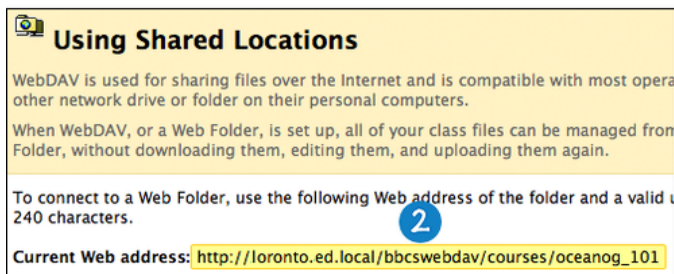 Using Shared Locations
WebDAV is used for sharing files over the Internet and is compatible with most opera
other network drive or folder on their personal computers.
When WebDAV, or a Web Folder, is set up, all of your class files can be managed from
Folder, without downloading them, editing them, and uploading them again.
To connect to a Web Folder, use the following Web address of the folder and a valid u
240 characters.
2
Current Web address: http://loronto.ed.local/bbcswebdav/courses/oceanog_101